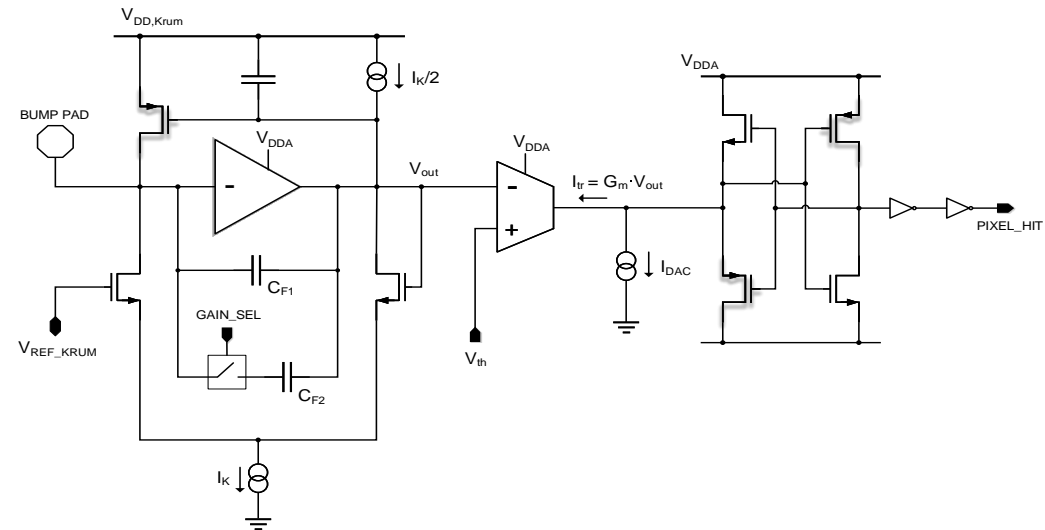 V_DD,Krum
I_K/2
V_DDA
BUMP PAD
V_DDA
V_out
V_DDA
I_tr = G_m·V_out
-
-
+
PIXEL_HIT
I_DAC
C_F1
GAIN_SEL
V_REF_KRUM
V_th
C_F2
I_K